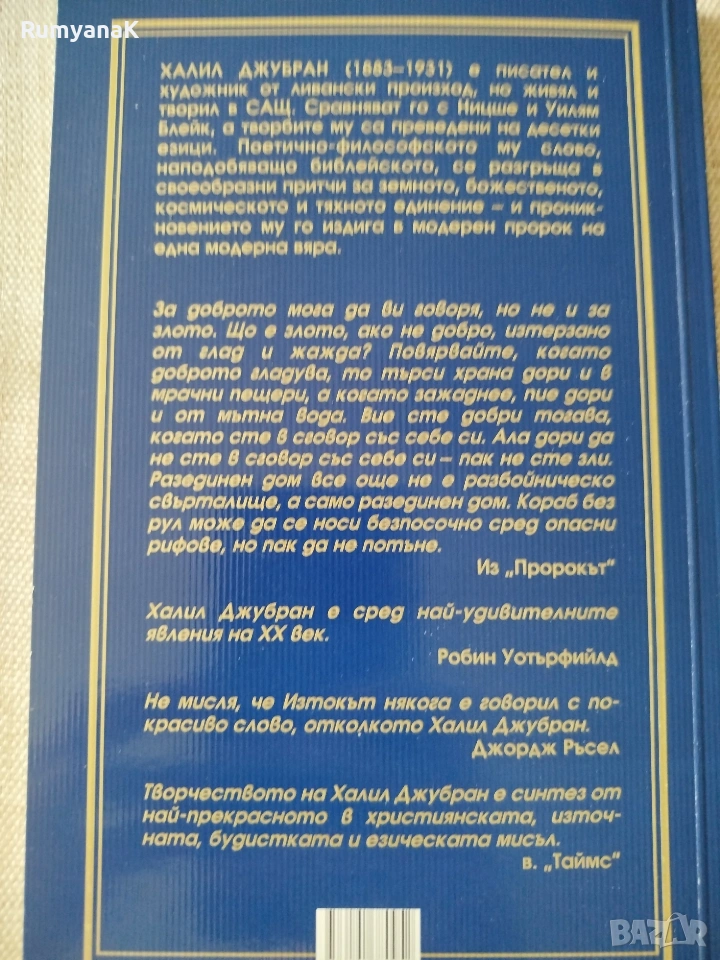 RumyanaK
ХАЛИЛ ДЖУБРАН (1883–1931) е писател и
художник от ливански произход, но живял и
творил в САЩ. Сравняват го с Ницше и Уилям
Блейк, а творбите му са преведени на десетки
езици. Поетично-философското му слово,
наподобяващо библейското, се разгръща в
своеобразни притчи за земното, божественото,
космическото и тяхното единение – и проник-
новението му го издига в модерен пророк на
една модерна вяра.
За доброто мога да ви говоря, но не и за
злото. Що е злото, ако не добро, изтерзано
от глад и жажда? Повярвайте, когато
доброто гладува, то търси храна дори и в
мрачни пещери, а когато зажаднее, пие дори
и от мътна вода. Вие сте добри тогава,
когато сте в сговор със себе си. Ала дори да
не сте в сговор със себе си – пак не сте зли.
Разединен дом все още не е разбойническо
свърталище, а само разединен дом. Кораб без
рул може да се носи безпосочно сред опасни
рифове, но пак да не потъне.
Из „Пророкът“
Халил Джубран е сред най-удивителните
явления на XX век.
Робин Уотърфийлд
Не мисля, че Изтокът някога е говорил с по-
красиво слово, отколкото Халил Джубран.
Джордж Ръсел
Творчеството на Халил Джубран е синтез от
най-прекрасното в християнската, източ-
ната, будистката и езическата мисъл.
в. „Таймс“
BAZAR